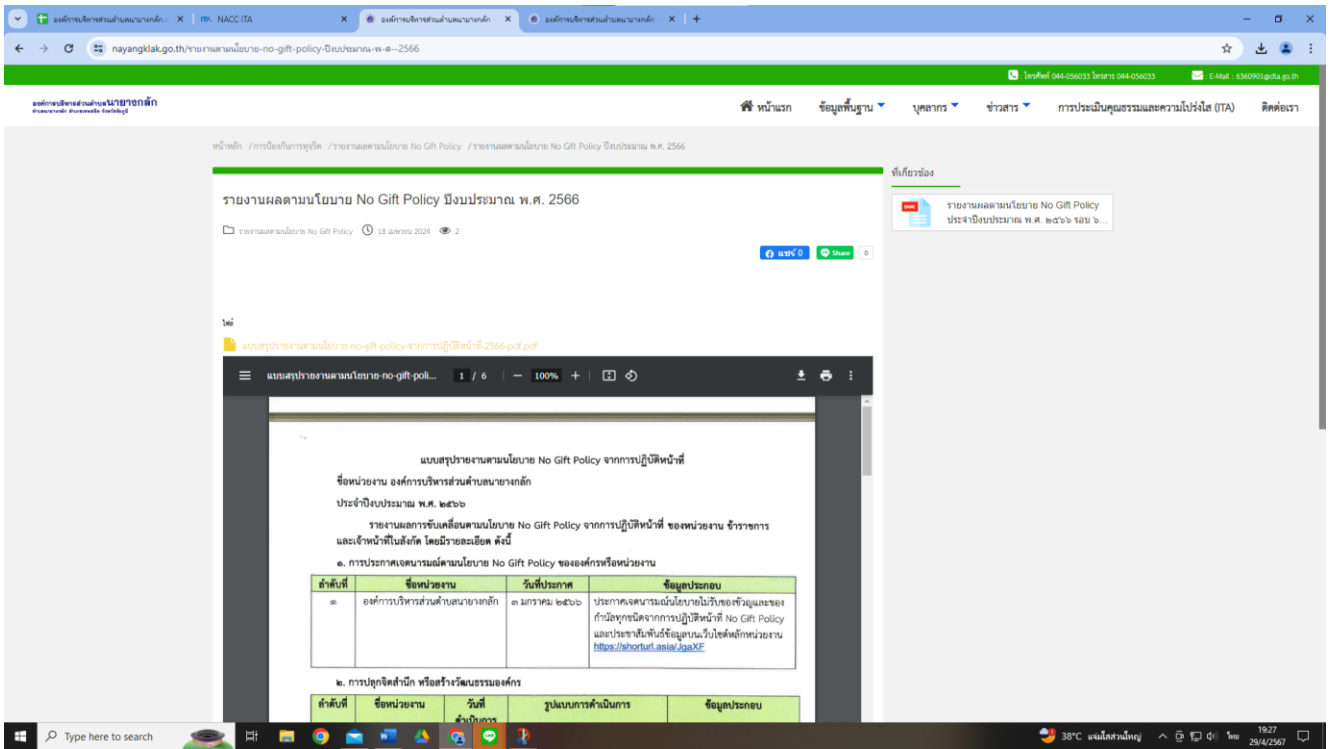 องค์การบริหารส่วนตำบลนายางกลัก
NACC ITA
องค์การบริหารส่วนตำบลนายางกลัก
องค์การบริหารส่วนตำบลนายางกลัก
nayangklak.go.th/รายงานตามนโยบาย-no-gift-policy-ปีงบประมาณ-พ-ศ--2566
: โทรศัพท์ 044-056033 โทรสาร 044-056033
: E-Mail : 6360901@dla.go.th
องค์การบริหารส่วนตำบลนายางกลัก
ตำบลนายางกลัก อำเภอเทพสถิต จังหวัดชัยภูมิ
หน้าแรก ข้อมูลพื้นฐาน บุคลากร ข่าวสาร การประเมินคุณธรรมและความโปร่งใส (ITA) ติดต่อเรา
หน้าหลัก /การป้องกันการทุจริต /รายงานผลตามนโยบาย No Gift Policy /รายงานผลตามนโยบาย No Gift Policy ปีงบประมาณ พ.ศ. 2566
ที่เกี่ยวข้อง
รายงานผลตามนโยบาย No Gift Policy
ประจำปีงบประมาณ พ.ศ. ๒๕๖๖ รอบ ๖...
DOC
รายงานผลตามนโยบาย No Gift Policy ปีงบประมาณ พ.ศ. 2566
รายงานผลตามนโยบาย No Gift Policy 18 เมษายน 2024 2
แชร์ 0 Share 0
ไฟล์
แบบสรุปรายงานตามนโยบาย-no-gift-policy-จากการปฏิบัติหน้าที่-2566-pdf.pdf
แบบสรุปรายงานตามนโยบาย-no-gift-poli... 1 / 6 100%
แบบสรุปรายงานตามนโยบาย No Gift Policy จากการปฏิบัติหน้าที่
ชื่อหน่วยงาน องค์การบริหารส่วนตำบลนายางกลัก
ประจำปีงบประมาณ พ.ศ. ๒๕๖๖
รายงานผลการขับเคลื่อนตามนโยบาย No Gift Policy จากการปฏิบัติหน้าที่ ของหน่วยงาน ข้าราชการ
และเจ้าหน้าที่ในสังกัด โดยมีรายละเอียด ดังนี้
๑. การประกาศเจตนารมณ์ตามนโยบาย No Gift Policy ขององค์กรหรือหน่วยงาน
ลำดับที่ ชื่อหน่วยงาน วันที่ประกาศ ข้อมูลประกอบ
๑ องค์การบริหารส่วนตำบลนายางกลัก ๓ มกราคม ๒๕๖๖ ประกาศเจตนารมณ์นโยบายไม่รับของขวัญและของ
กำนัลทุกชนิดจากการปฏิบัติหน้าที่ No Gift Policy
และประชาสัมพันธ์ข้อมูลบนเว็บไซต์หลักหน่วยงาน
https://shorturl.asia/JgaXF
๒. การปลุกจิตสำนึก หรือสร้างวัฒนธรรมองค์กร
ลำดับที่ ชื่อหน่วยงาน วันที่ รูปแบบการดำเนินการ ข้อมูลประกอบ
ดำเนินการ
Type here to search
38°C แจ่มใสส่วนใหญ่ ไทย 19:27
29/4/2567